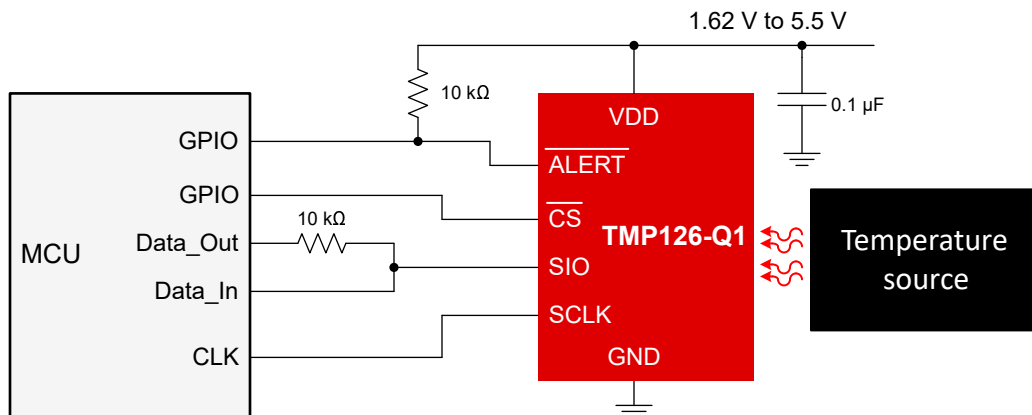 1.62 V to 5.5 V
10 kΩ
0.1 µF
VDD
GPIO
ALERT
GPIO
CS
10 kΩ
MCU
Data_Out
TMP126-Q1
Temperature
source
SIO
Data_In
SCLK
CLK
GND